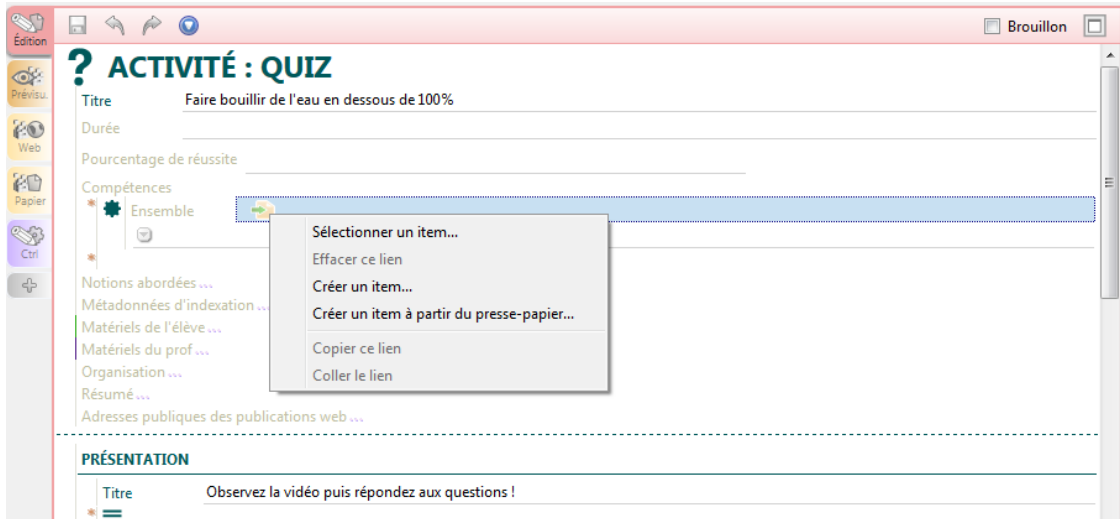 Édition
Brouillon
? ACTIVITÉ : QUIZ
Prévisu.
Titre Faire bouillir de l'eau en dessous de 100%
Durée
Web
Pourcentage de réussite
Compétences
Papier
* Ensemble
Sélectionner un item...
Ctrl
Effacer ce lien
*
Notions abordées ...
Créer un item...
Métadonnées d'indexation ...
Créer un item à partir du presse-papier...
Matériels de l'élève ...
Matériels du prof ...
Copier ce lien
Organisation ...
Coller le lien
Résumé ...
Adresses publiques des publications web ...
PRÉSENTATION
Titre Observez la vidéo puis répondez aux questions !
*